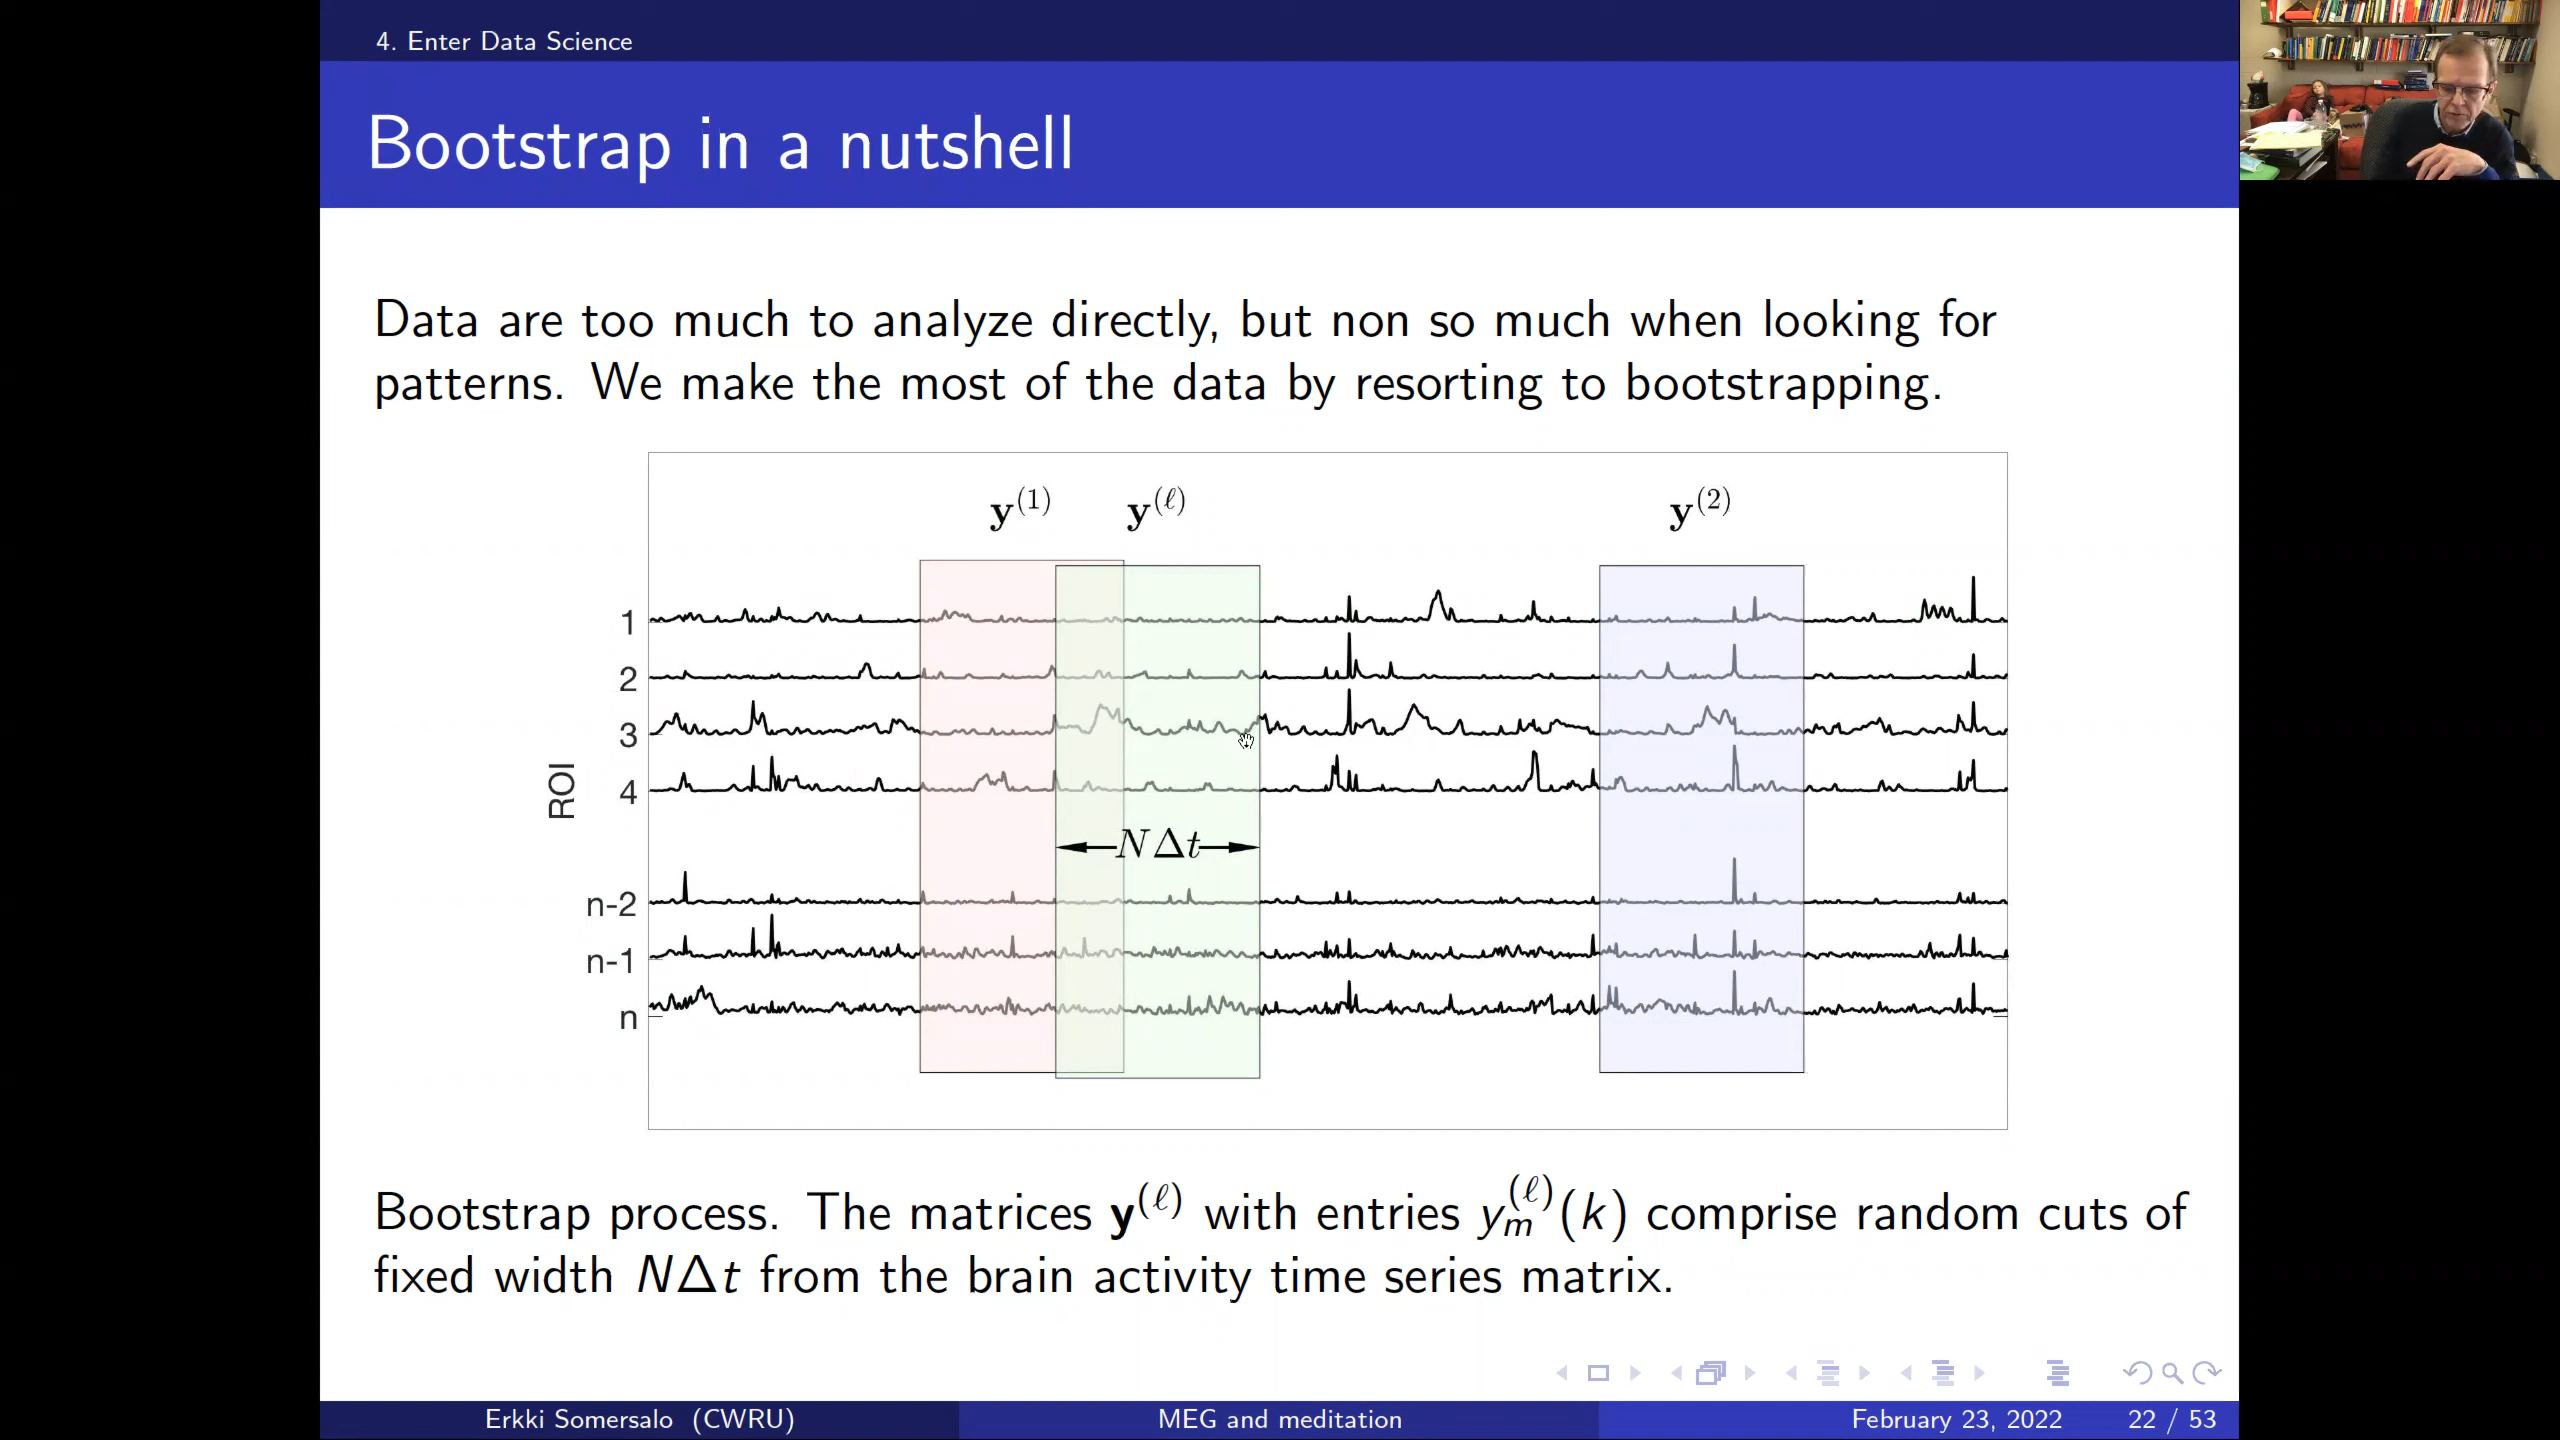 4. Enter Data Science
Bootstrap in a nutshell
Data are too much to analyze directly, but non so much when looking for
patterns. We make the most of the data by resorting to bootstrapping.
y(1) y(ℓ) y(2)
1
2
3
ROI
4
NΔt
n-2
n-1
n
Bootstrap process. The matrices y(ℓ) with entries ym(ℓ)(k) comprise random cuts of
fixed width NΔt from the brain activity time series matrix.
Erkki Somersalo (CWRU) MEG and meditation February 23, 2022 22 / 53